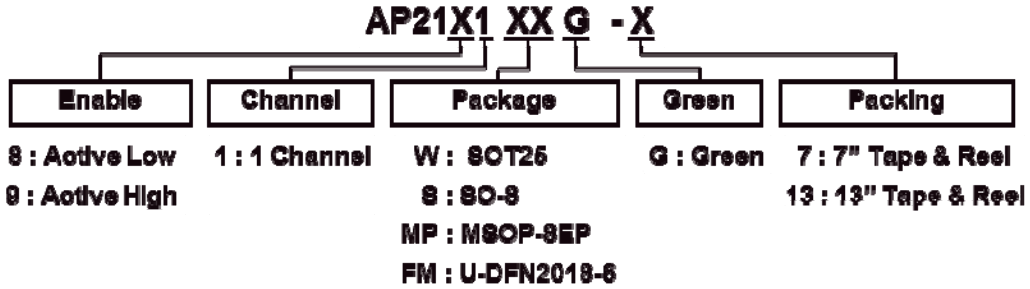 AP21X1 XX G - X
Enable Channel Package Green Packing
8 : Active Low 1 : 1 Channel W : SOT25 G : Green 7 : 7" Tape & Reel
9 : Active High S : SO-8 13 : 13" Tape & Reel
MP : MSOP-8EP
FM : U-DFN2018-6